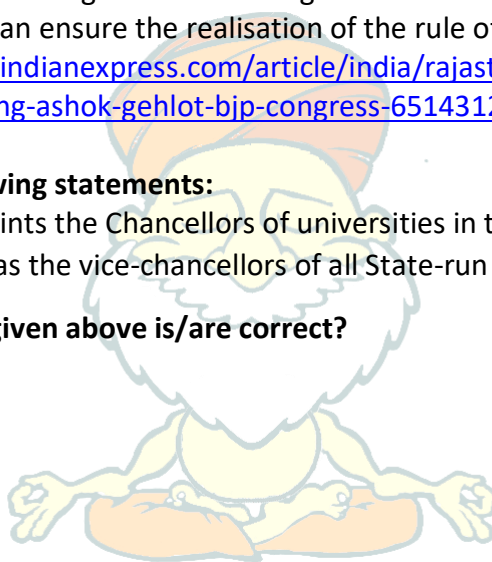 an ensure the realisation of the rule of
indianexpress.com/article/india/rajast
ng-ashok-gehlot-bjp-congress-6514312
wing statements:
ints the Chancellors of universities in t
as the vice-chancellors of all State-run
given above is/are correct?